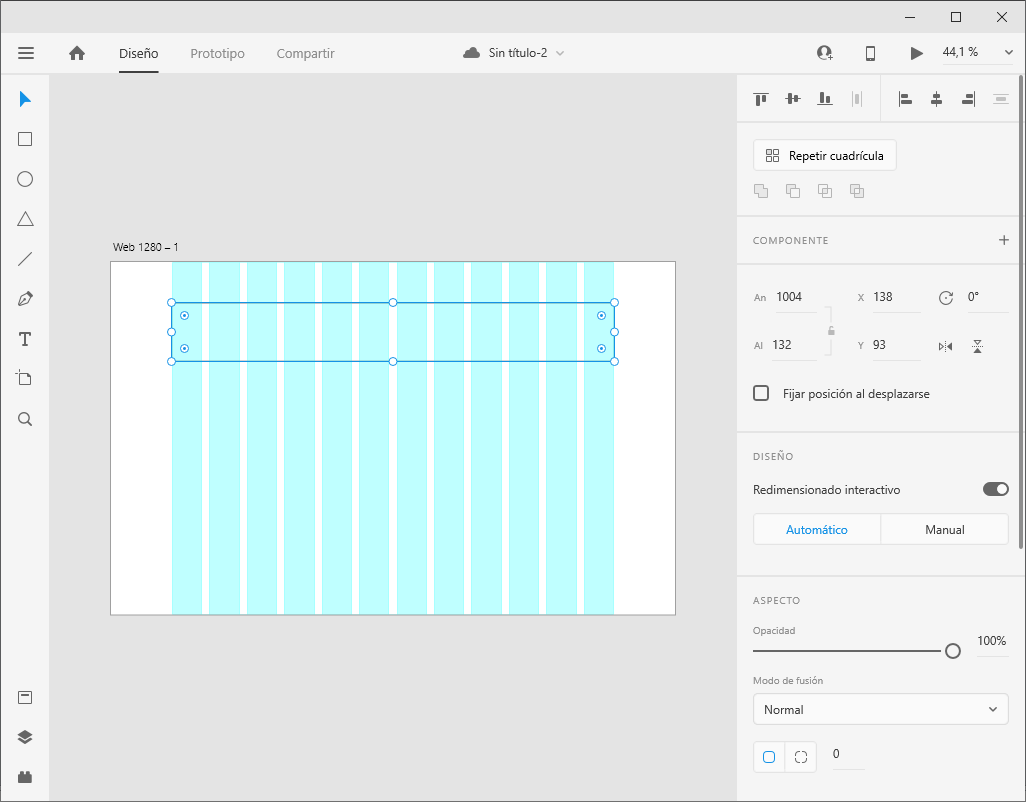 Diseño Prototipo Compartir
Sin título-2
44,1 %
Repetir cuadrícula
Web 1280 – 1
COMPONENTE
An 1004 X 138 0°
Al 132 Y 93
Fijar posición al desplazarse
DISEÑO
Redimensionado interactivo
Automático Manual
ASPECTO
Opacidad
100%
Modo de fusión
Normal
0